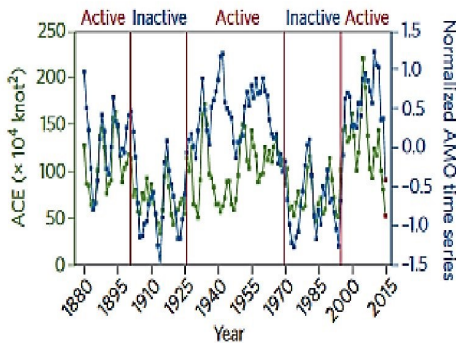 Active Inactive Active Inactive Active
ACE (× 10⁴ knot²)
250
200
150
100
50
0
1.5
1.0
0.5
0.0
-0.5
-1.0
-1.5
Normalized AMO time series
1880 1895 1910 1925 1940 1955 1970 1985 2000 2015
Year